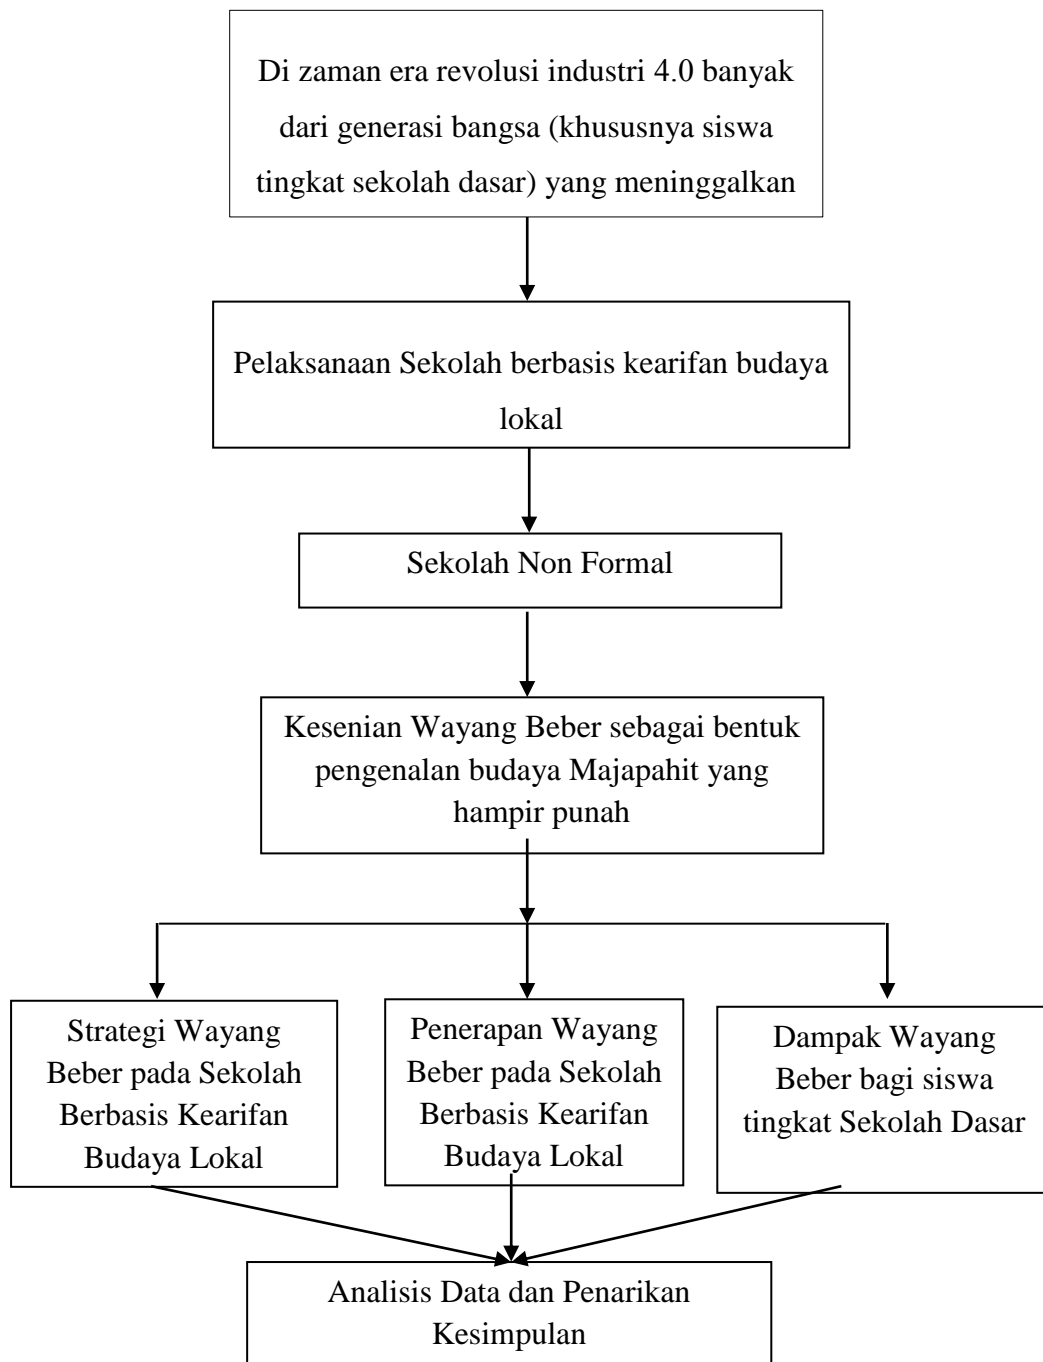 Di zaman era revolusi industri 4.0 banyak
dari generasi bangsa (khususnya siswa
tingkat sekolah dasar) yang meninggalkan
Pelaksanaan Sekolah berbasis kearifan budaya
lokal
Sekolah Non Formal
Kesenian Wayang Beber sebagai bentuk
pengenalan budaya Majapahit yang
hampir punah
Strategi Wayang
Beber pada Sekolah
Berbasis Kearifan
Budaya Lokal
Penerapan Wayang
Beber pada Sekolah
Berbasis Kearifan
Budaya Lokal
Dampak Wayang
Beber bagi siswa
tingkat Sekolah Dasar
Analisis Data dan Penarikan
Kesimpulan